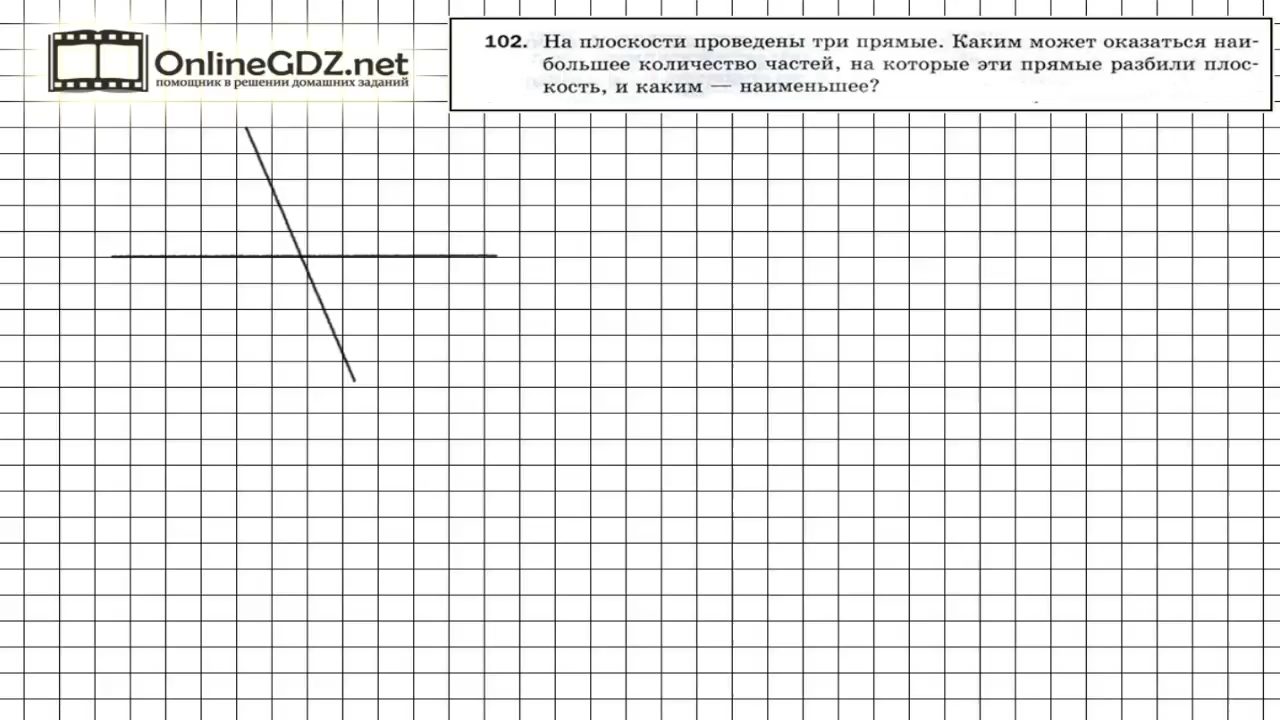 OnlineGDZ.net
помощник в решении домашних заданий
102. На плоскости проведены три прямые. Каким может оказаться наи-
большее количество частей, на которые эти прямые разбили плос-
кость, и каким — наименьшее?